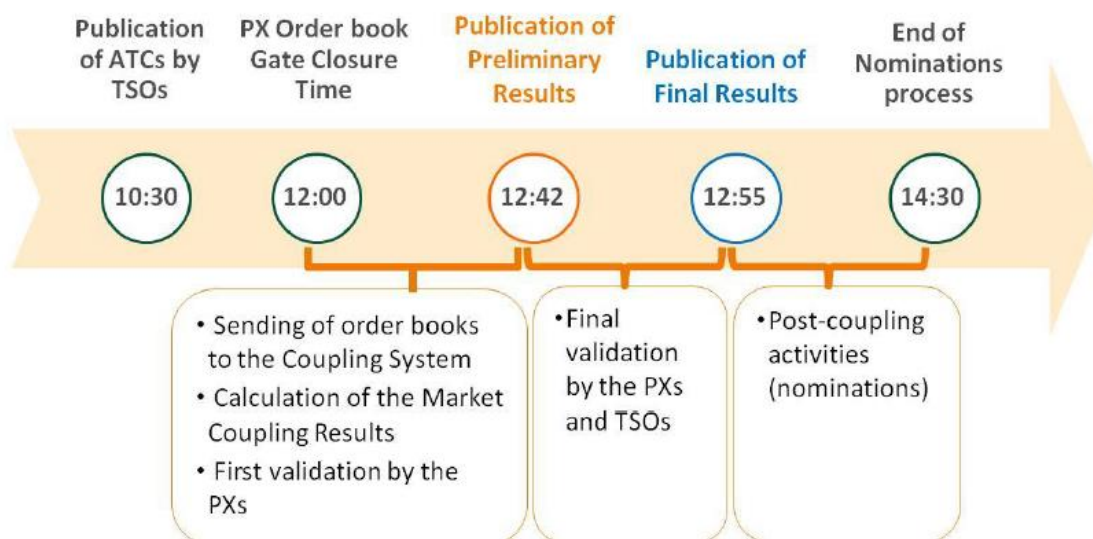 Publication
of ATCs by
TSOs
PX Order book
Gate Closure
Time
Publication of
Preliminary
Results
Publication of
Final Results
End of
Nominations
process
10:30
12:00
12:42
12:55
14:30
• Sending of order books
to the Coupling System
• Calculation of the Market
Coupling Results
• First validation by the
PXs
•Final
validation
by the PXs
and TSOs
•Post-coupling
activities
(nominations)